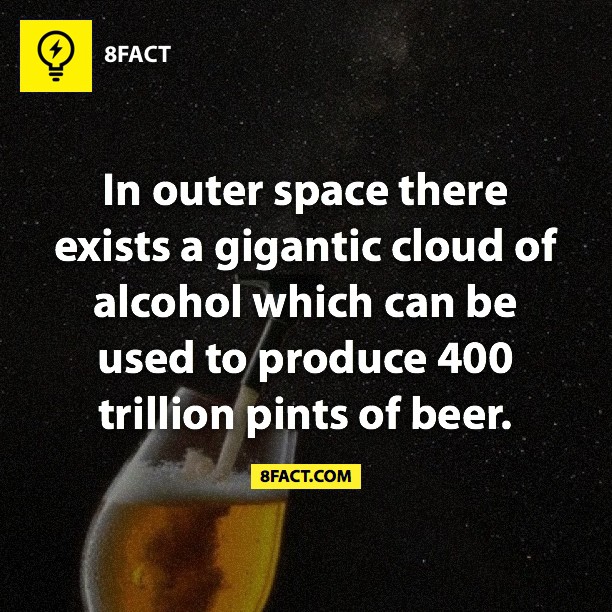 8FACT
In outer space there
exists a gigantic cloud of
alcohol which can be
used to produce 400
trillion pints of beer.
8FACT.COM